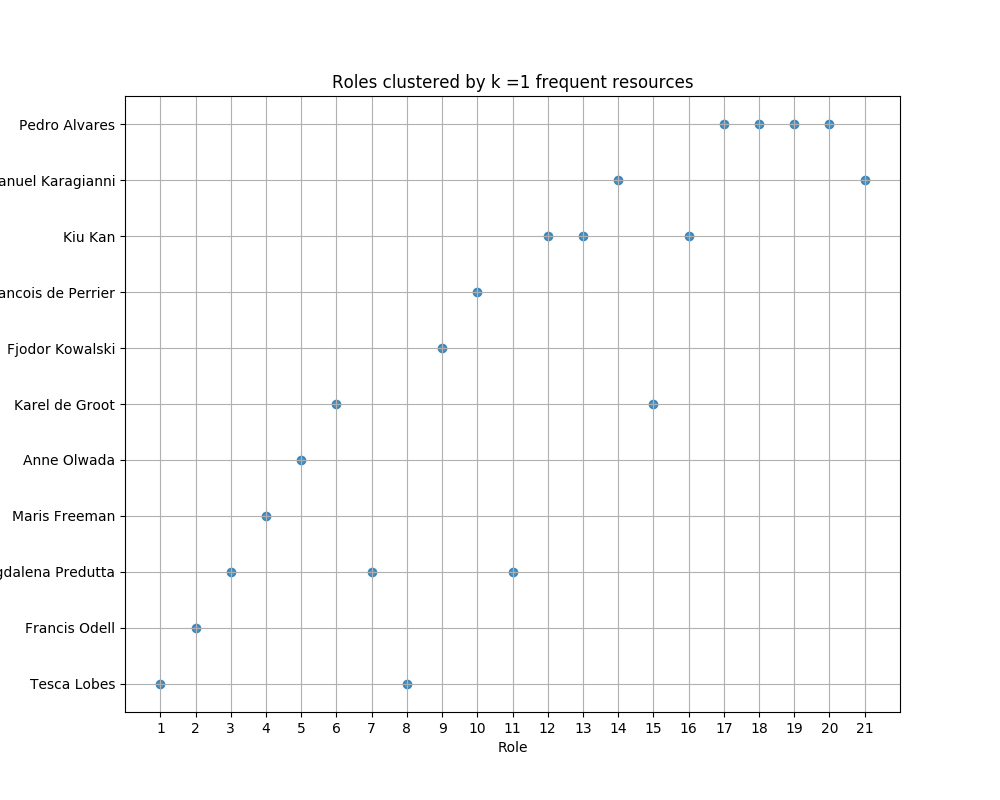 Roles clustered by k =1 frequent resources
Pedro Alvares
anuel Karagianni
Kiu Kan
ancois de Perrier
Fjodor Kowalski
Karel de Groot
Anne Olwada
Maris Freeman
gdalena Predutta
Francis Odell
Tesca Lobes
1 2 3 4 5 6 7 8 9 10 11 12 13 14 15 16 17 18 19 20 21
Role